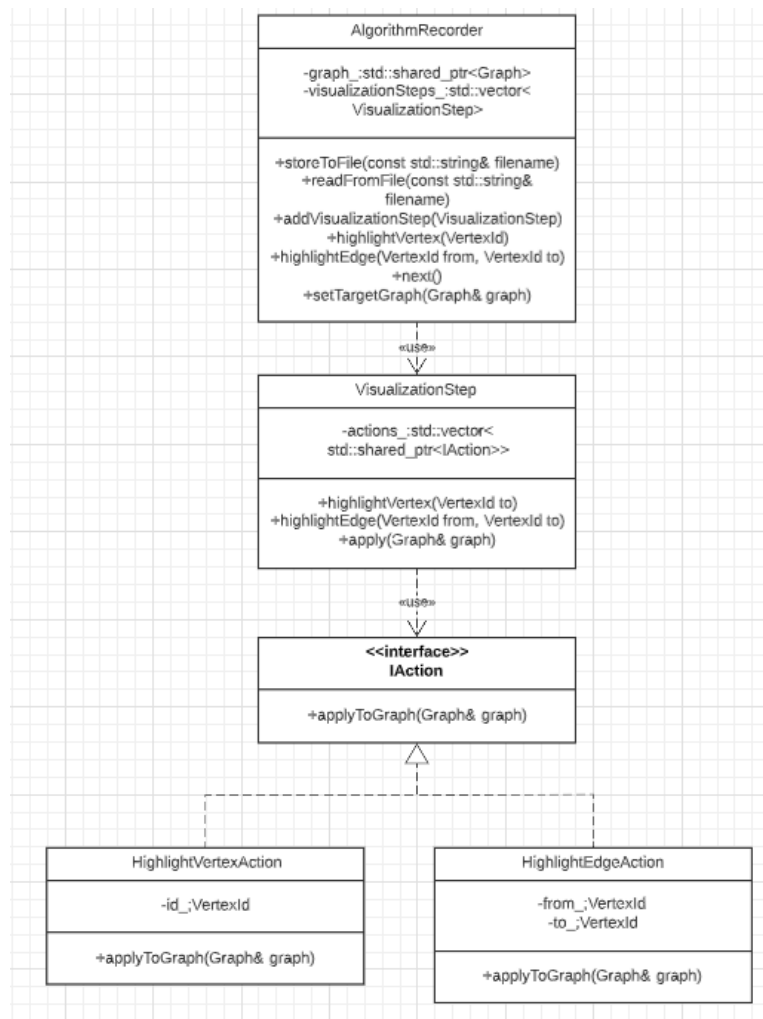 AlgorithmRecorder
-graph_:std::shared_ptr<Graph>
-visualizationSteps_:std::vector<
VisualizationStep>
+storeToFile(const std::string& filename)
+readFromFile(const std::string&
filename)
+addVisualizationStep(VisualizationStep)
+highlightVertex(VertexId)
+highlightEdge(VertexId from, VertexId to)
+next()
+setTargetGraph(Graph& graph)
«use»
VisualizationStep
-actions_:std::vector<
std::shared_ptr<IAction>>
+highlightVertex(VertexId to)
+highlightEdge(VertexId from, VertexId to)
+apply(Graph& graph)
«use»
<<interface>>
IAction
+applyToGraph(Graph& graph)
HighlightVertexAction
-id_;VertexId
+applyToGraph(Graph& graph)
HighlightEdgeAction
-from_;VertexId
-to_;VertexId
+applyToGraph(Graph& graph)